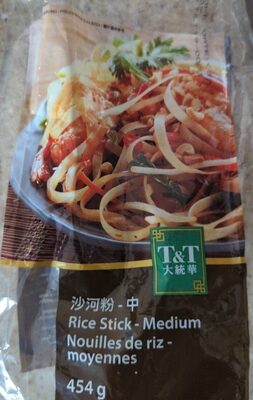 T&T
大統華
沙河粉 - 中
Rice Stick - Medium
Nouilles de riz -
moyennes
454 g